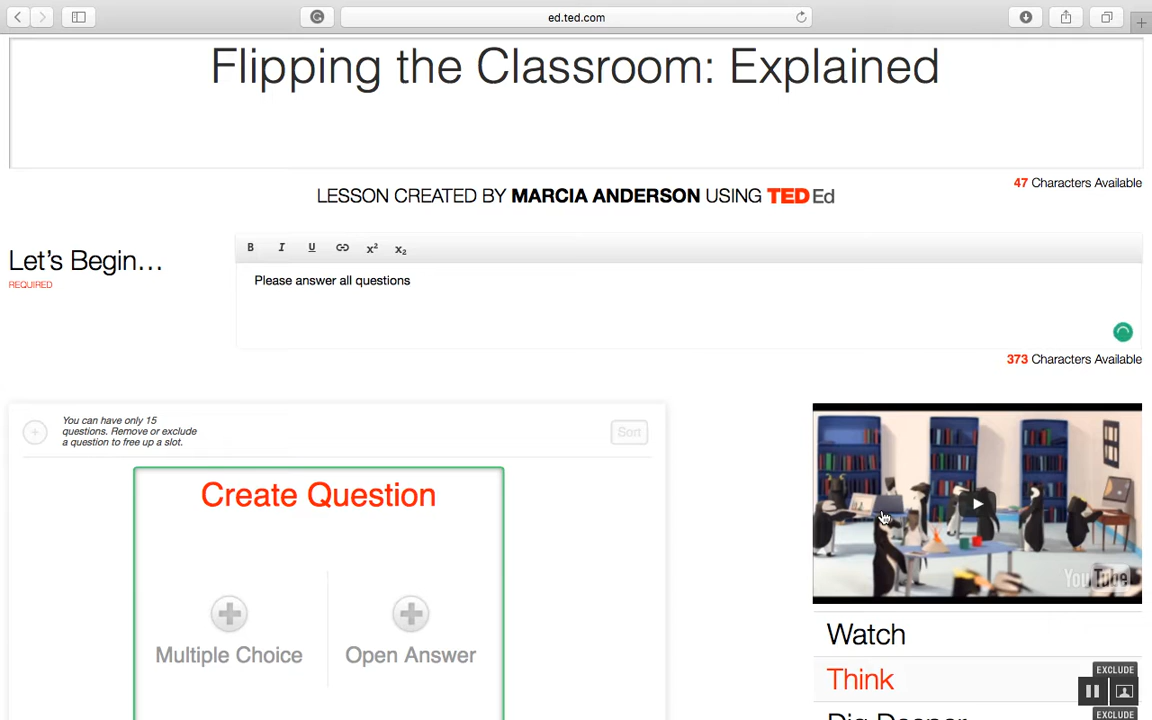 ed.ted.com
Flipping the Classroom: Explained
47 Characters Available
LESSON CREATED BY MARCIA ANDERSON USING TED Ed
Let's Begin...
REQUIRED
B I U x² x₂
Please answer all questions
373 Characters Available
You can have only 15
questions. Remove or exclude
a question to free up a slot.
Sort
Create Question
Multiple Choice
Open Answer
YouTube
Watch
Think
EXCLUDE
Dig Deeper
EXCLUDE